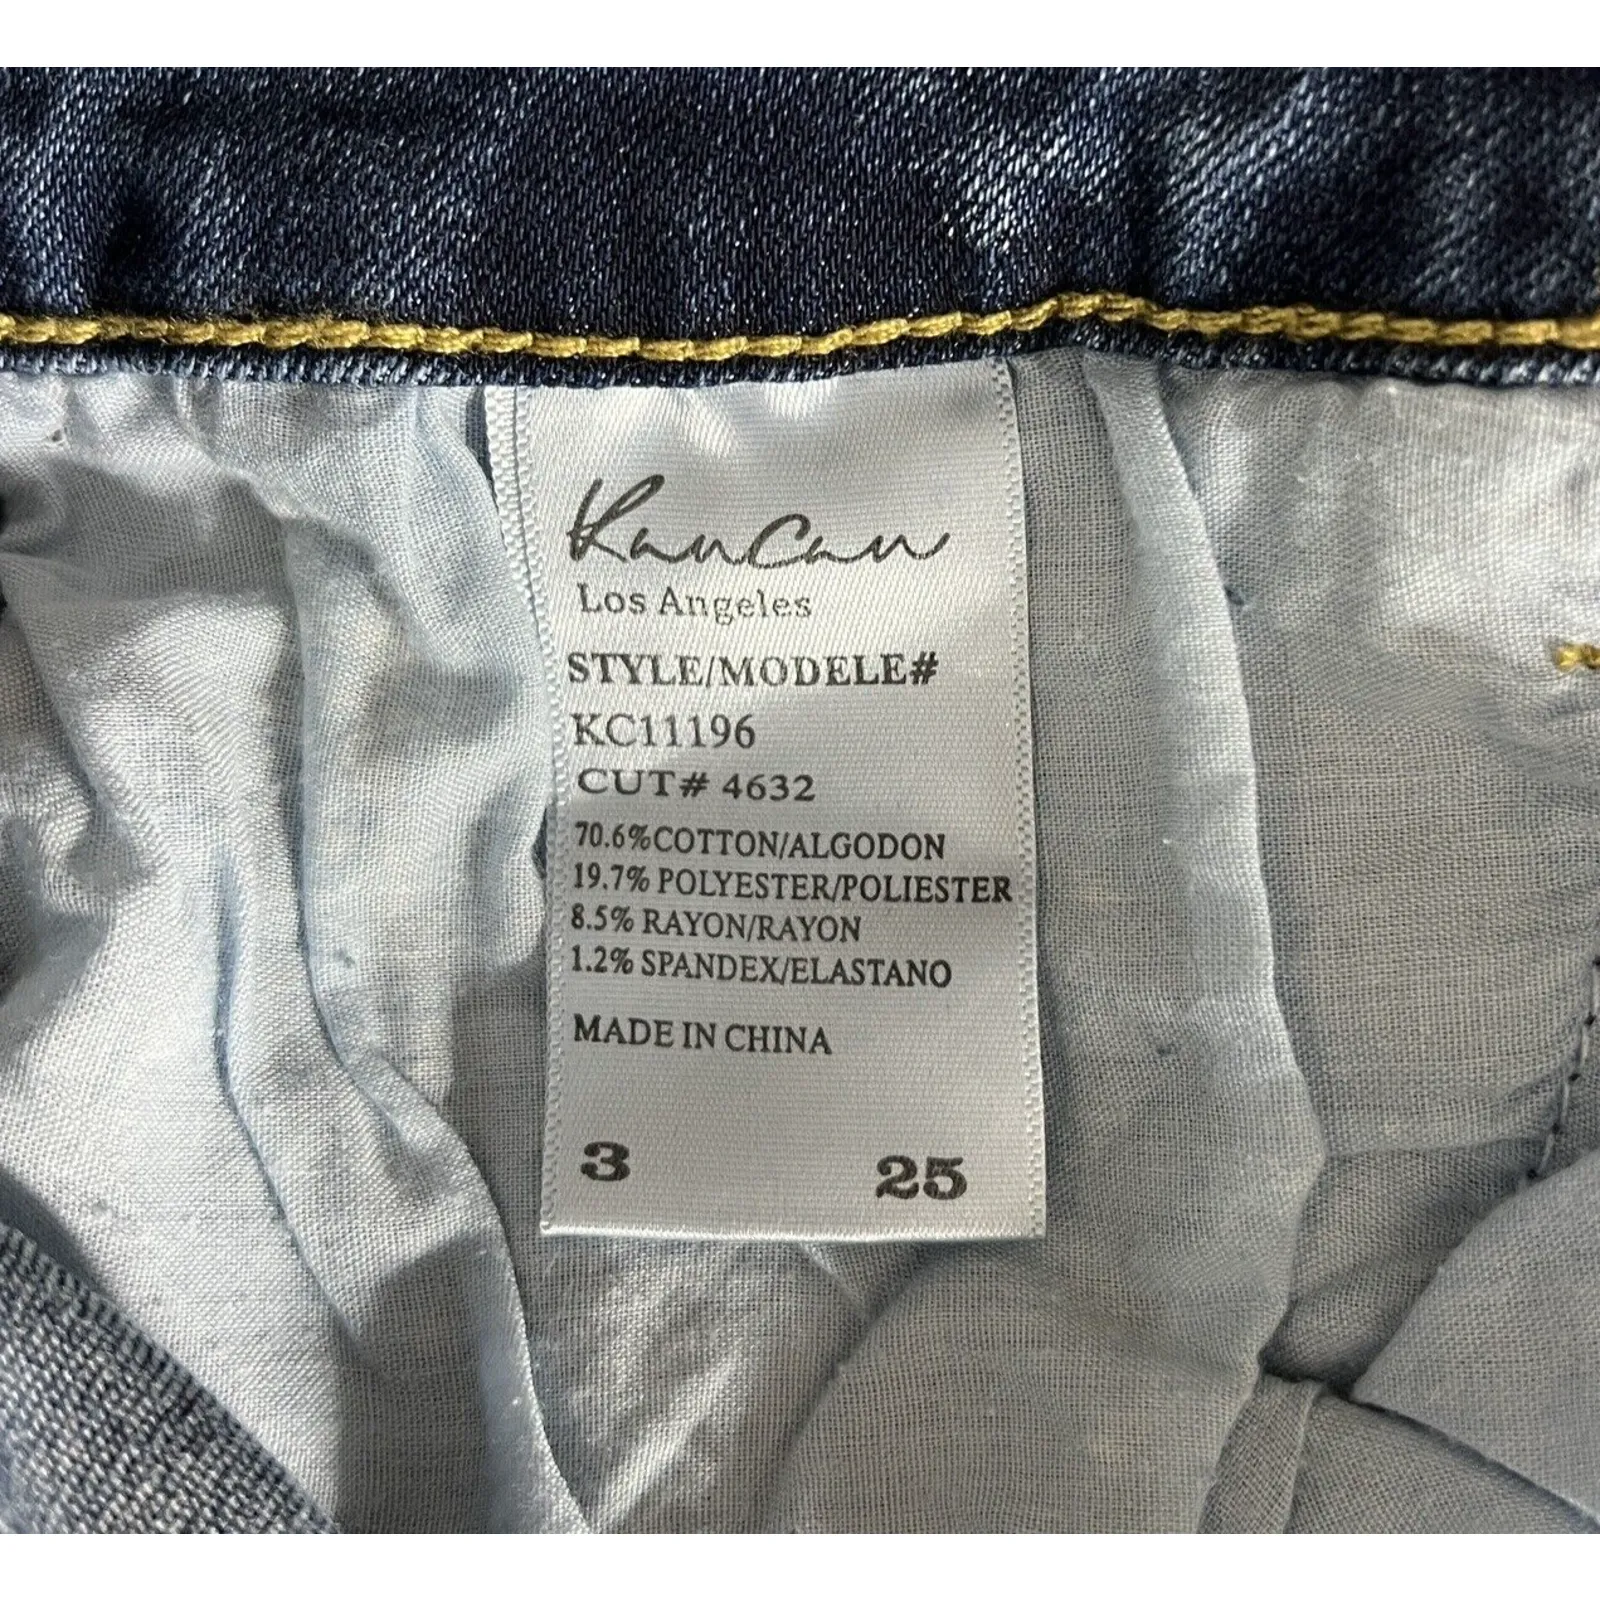 KanCan
Los Angeles
STYLE/MODELE#
KC11196
CUT# 4632
70.6%COTTON/ALGODON
19.7% POLYESTER/POLIESTER
8.5% RAYON/RAYON
1.2% SPANDEX/ELASTANO
MADE IN CHINA
3 25